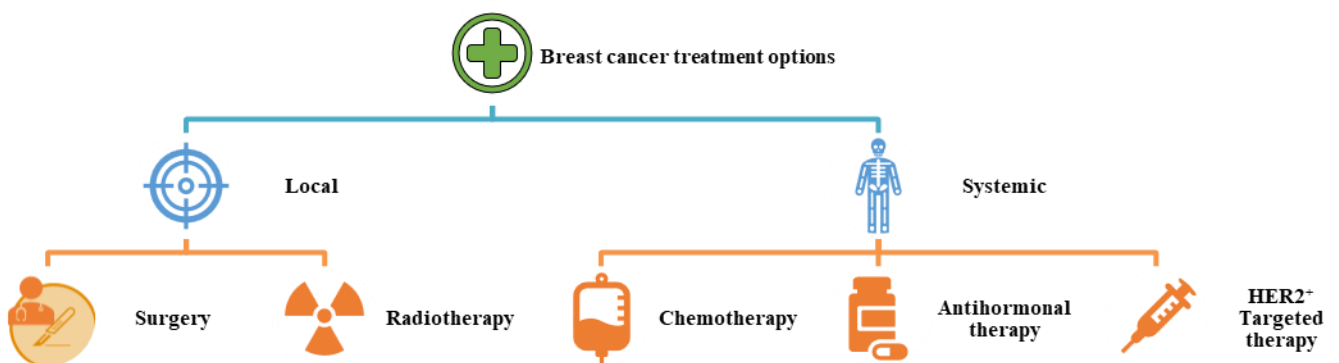 Breast cancer treatment options
Local
Systemic
Surgery
Radiotherapy
Chemotherapy
Antihormonal
therapy
HER2⁺
Targeted
therapy